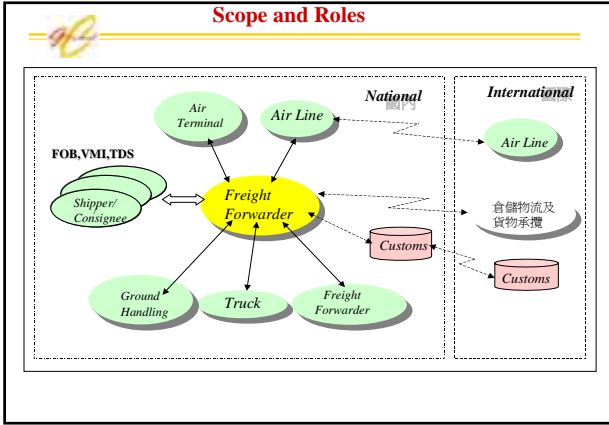 Scope and Roles
National
國內
International
國際
Air
Terminal
Air Line
Air Line
FOB,VMI,TDS
Shipper/
Consignee
Freight
Forwarder
倉儲物流及
貨物承攬
Customs
Customs
Ground
Handling
Truck
Freight
Forwarder